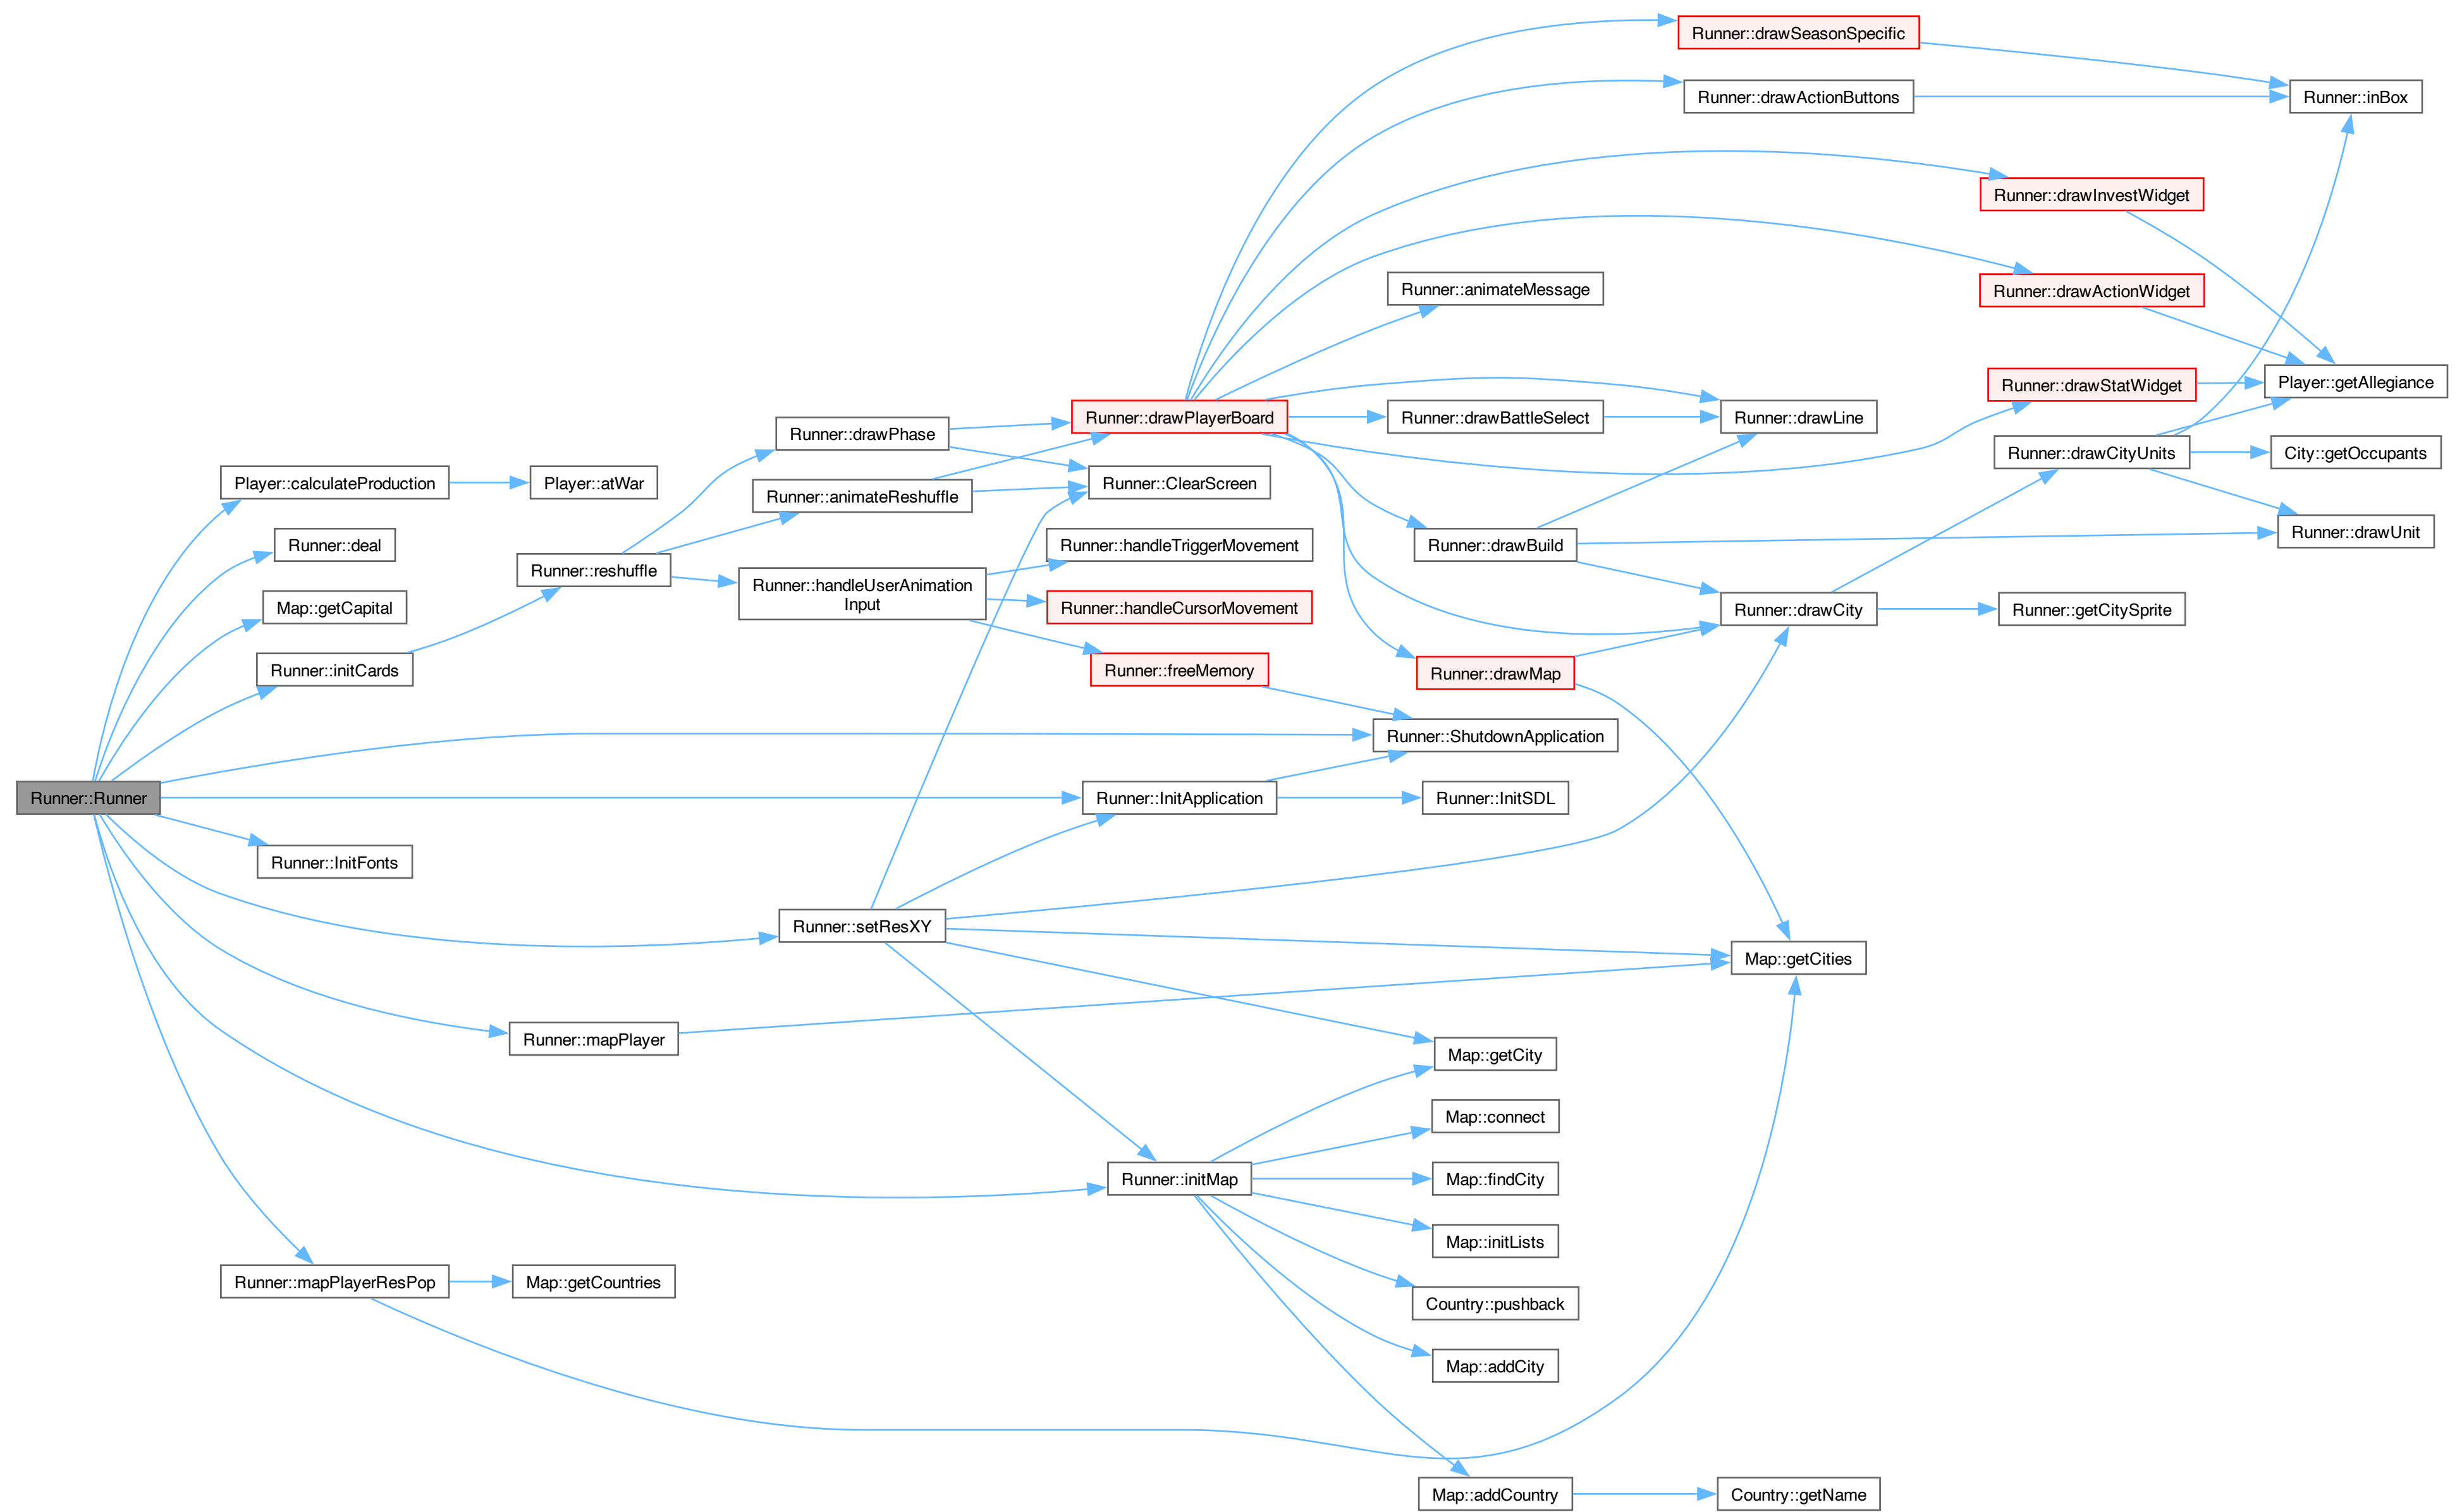 Runner::drawSeasonSpecific
Runner::drawActionButtons
Runner::inBox
Runner::drawInvestWidget
Runner::animateMessage
Runner::drawActionWidget
Runner::drawStatWidget
Player::getAllegiance
Runner::drawPhase
Runner::drawPlayerBoard
Runner::drawBattleSelect
Runner::drawLine
Runner::drawCityUnits
City::getOccupants
Player::calculateProduction
Player::atWar
Runner::animateReshuffle
Runner::ClearScreen
Runner::drawUnit
Runner::deal
Runner::handleTriggerMovement
Runner::drawBuild
Runner::reshuffle
Runner::handleUserAnimation
Input
Map::getCapital
Runner::handleCursorMovement
Runner::drawCity
Runner::getCitySprite
Runner::initCards
Runner::freeMemory
Runner::drawMap
Runner::ShutdownApplication
Runner::Runner
Runner::InitApplication
Runner::InitSDL
Runner::InitFonts
Runner::setResXY
Map::getCities
Runner::mapPlayer
Map::getCity
Map::connect
Runner::initMap
Map::findCity
Map::initLists
Runner::mapPlayerResPop
Map::getCountries
Country::pushback
Map::addCity
Map::addCountry
Country::getName